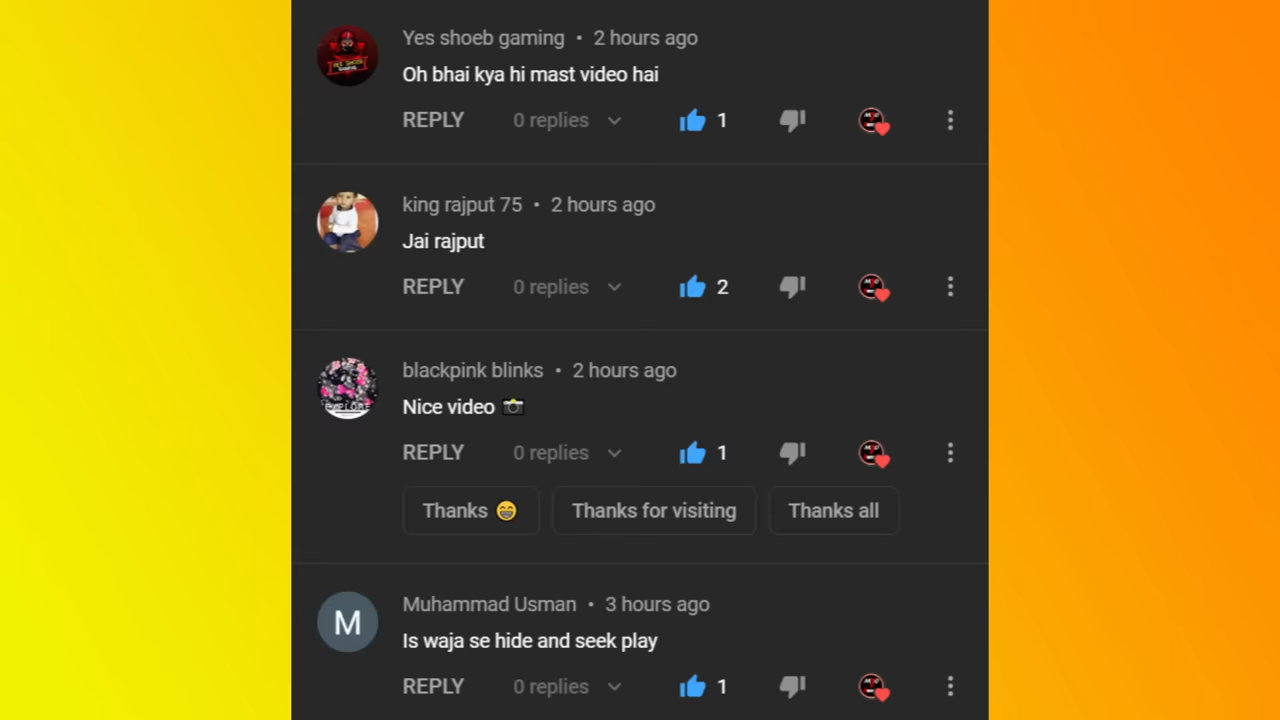 Yes shoeb gaming • 2 hours ago
Oh bhai kya hi mast video hai
REPLY 0 replies 1
king rajput 75 • 2 hours ago
Jai rajput
REPLY 0 replies 2
blackpink blinks • 2 hours ago
Nice video 📷
REPLY 0 replies 1
Thanks 😁 Thanks for visiting Thanks all
M
Muhammad Usman • 3 hours ago
Is waja se hide and seek play
REPLY 0 replies 1